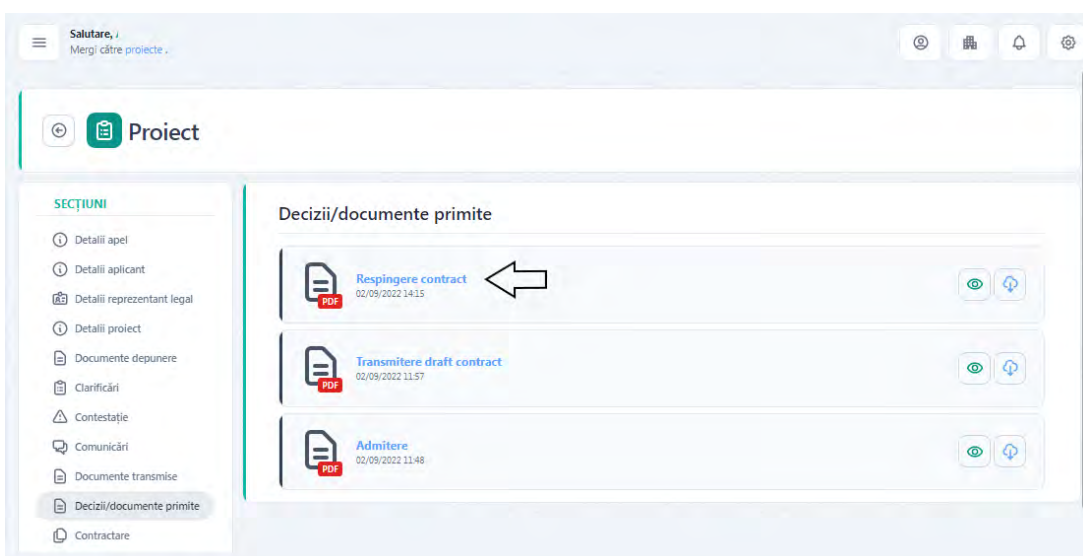 Salutare,
Mergi către proiecte .
Proiect
SECȚIUNI
Detalii apel
Detalii aplicant
Detalii reprezentant legal
Detalii proiect
Documente depunere
Clarificări
Contestație
Comunicări
Documente transmise
Decizii/documente primite
Contractare
Decizii/documente primite
Respingere contract
02/09/2022 14:15
PDF
Transmitere draft contract
02/09/2022 11:57
PDF
Admitere
02/09/2022 11:48
PDF